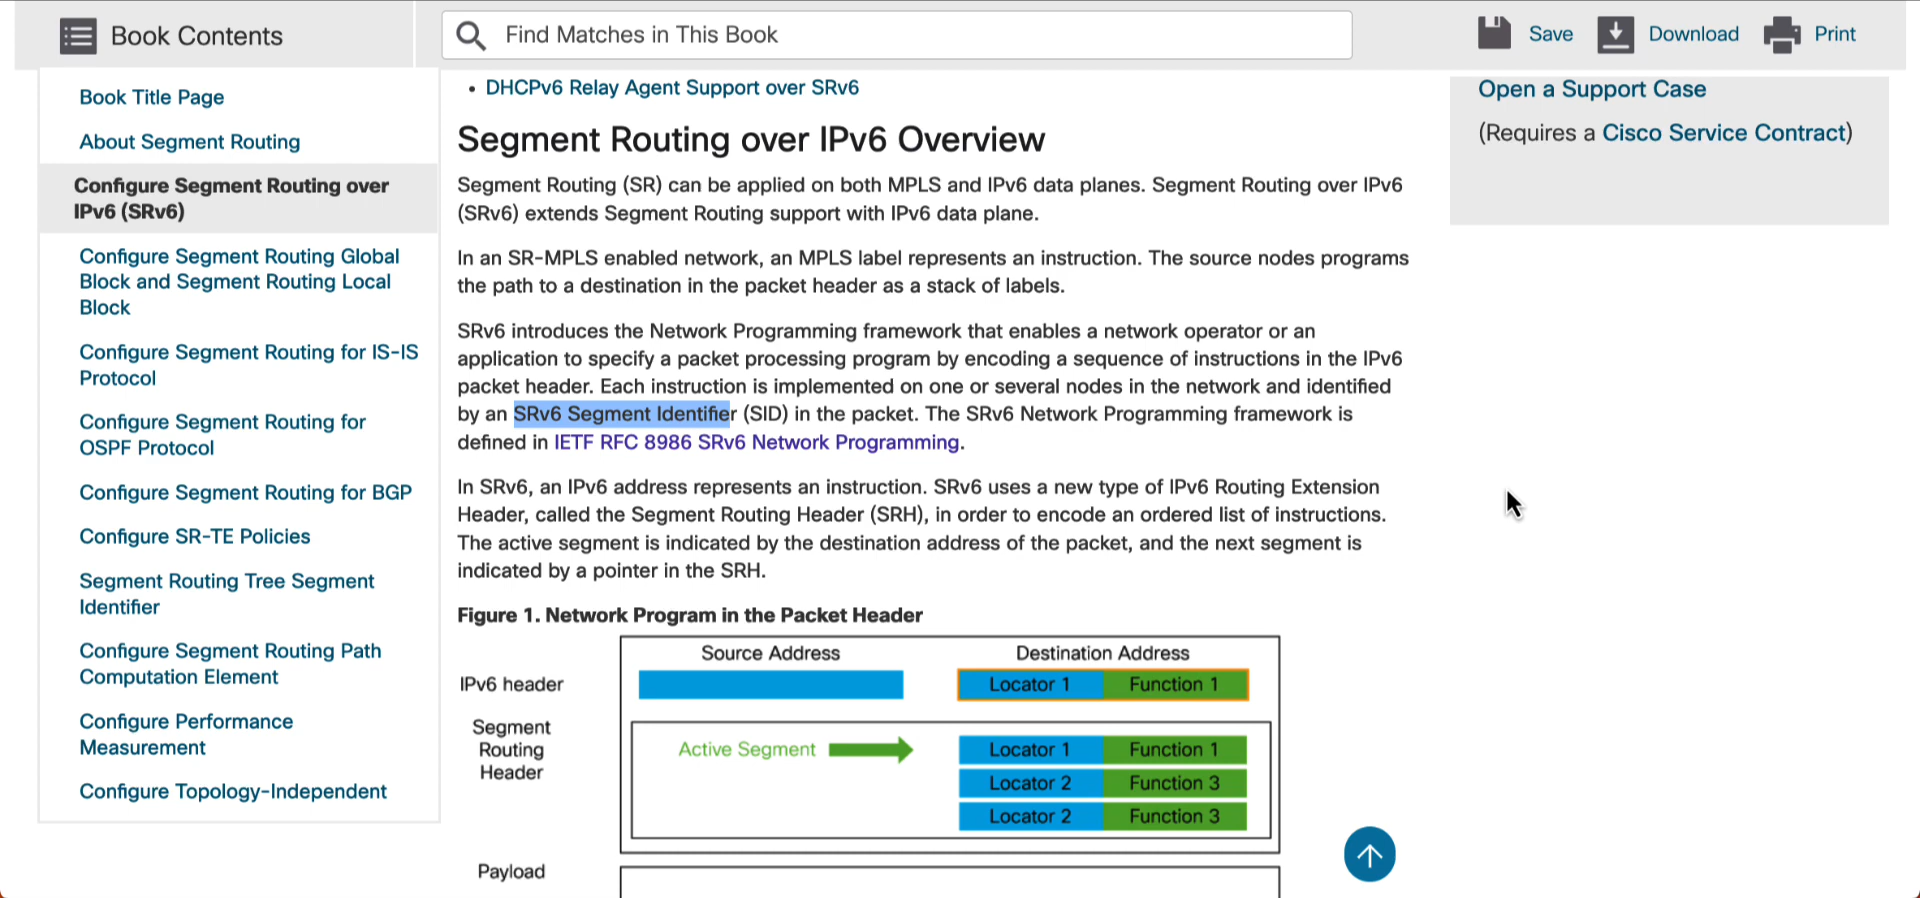 Book Contents
Find Matches in This Book
Save
Download
Print
Book Title Page
About Segment Routing
Configure Segment Routing over
IPv6 (SRv6)
Configure Segment Routing Global
Block and Segment Routing Local
Block
Configure Segment Routing for IS-IS
Protocol
Configure Segment Routing for
OSPF Protocol
Configure Segment Routing for BGP
Configure SR-TE Policies
Segment Routing Tree Segment
Identifier
Configure Segment Routing Path
Computation Element
Configure Performance
Measurement
Configure Topology-Independent
• DHCPv6 Relay Agent Support over SRv6
Segment Routing over IPv6 Overview
Segment Routing (SR) can be applied on both MPLS and IPv6 data planes. Segment Routing over IPv6
(SRv6) extends Segment Routing support with IPv6 data plane.
In an SR-MPLS enabled network, an MPLS label represents an instruction. The source nodes programs
the path to a destination in the packet header as a stack of labels.
SRv6 introduces the Network Programming framework that enables a network operator or an
application to specify a packet processing program by encoding a sequence of instructions in the IPv6
packet header. Each instruction is implemented on one or several nodes in the network and identified
by an SRv6 Segment Identifier (SID) in the packet. The SRv6 Network Programming framework is
defined in IETF RFC 8986 SRv6 Network Programming.
In SRv6, an IPv6 address represents an instruction. SRv6 uses a new type of IPv6 Routing Extension
Header, called the Segment Routing Header (SRH), in order to encode an ordered list of instructions.
The active segment is indicated by the destination address of the packet, and the next segment is
indicated by a pointer in the SRH.
Figure 1. Network Program in the Packet Header
Source Address
Destination Address
IPv6 header
Locator 1
Function 1
Segment
Routing
Header
Active Segment
Locator 1
Function 1
Locator 2
Function 3
Locator 2
Function 3
Payload
Open a Support Case
(Requires a Cisco Service Contract)